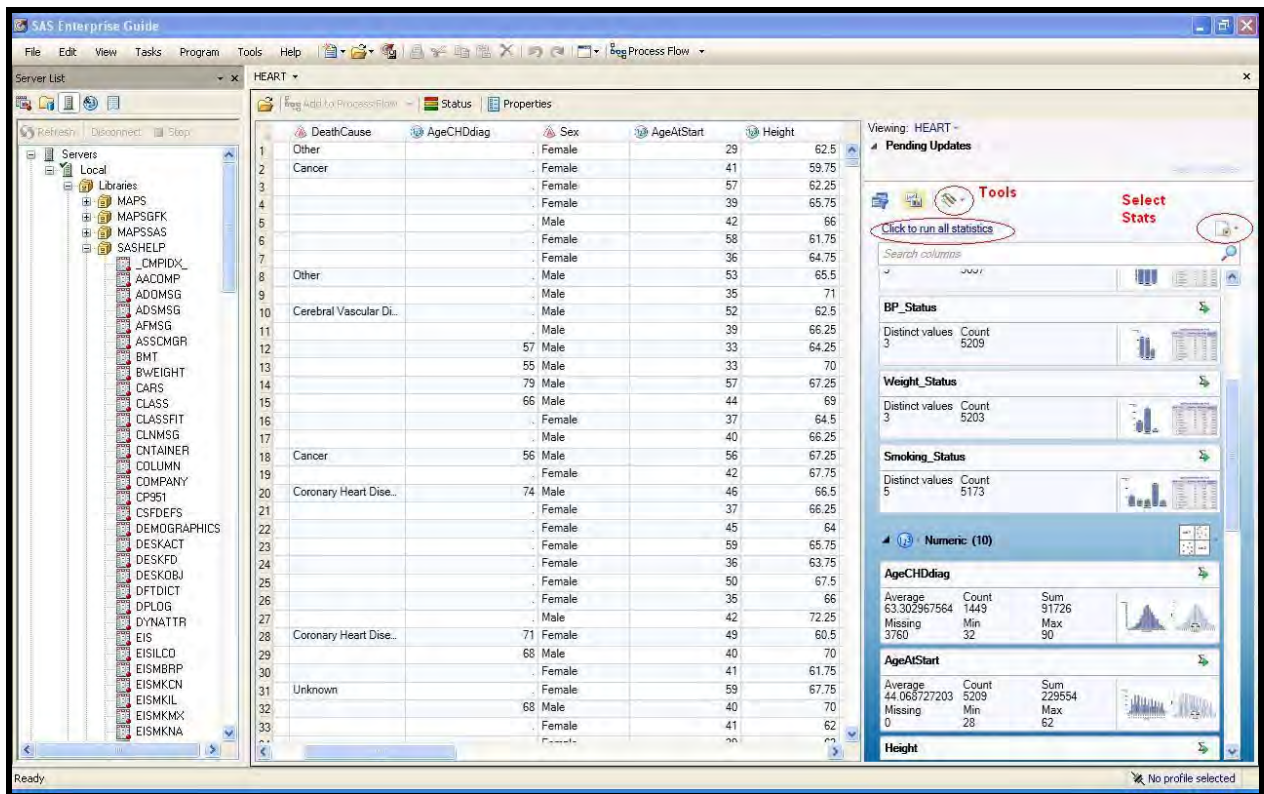 SAS Enterprise Guide
File Edit View Tasks Program Tools Help Process Flow
Server List
HEART
Add to Process Flow Status Properties
Refresh Disconnect Stop
Servers
Local
Libraries
MAPS
MAPSGFK
MAPSSAS
SASHELP
_CMPIDX_
AACOMP
ADOMSG
ADSMSG
AFMSG
ASSCMGR
BMT
BWEIGHT
CARS
CLASS
CLASSFIT
CLNMSG
CNTAINER
COLUMN
COMPANY
CP951
CSFDEFS
DEMOGRAPHICS
DESKACT
DESKFD
DESKOBJ
DFTDICT
DPLOG
DYNATTR
EIS
EISILCO
EISMBRP
EISMKCN
EISMKIL
EISMKMX
EISMKNA
DeathCause AgeCHDdiag Sex AgeAtStart Height
1 Other . Female 29 62.5
2 Cancer . Female 41 59.75
3 . Female 57 62.25
4 . Female 39 65.75
5 . Male 42 66
6 . Female 58 61.75
7 . Female 36 64.75
8 Other . Male 53 65.5
9 . Male 35 71
10 Cerebral Vascular Di... . Male 52 62.5
11 . Male 39 66.25
12 57 Male 33 64.25
13 55 Male 33 70
14 79 Male 57 67.25
15 66 Male 44 69
16 . Female 37 64.5
17 . Male 40 66.25
18 Cancer 56 Male 56 67.25
19 . Female 42 67.75
20 Coronary Heart Dise... 74 Male 46 66.5
21 . Female 37 66.25
22 . Female 45 64
23 . Female 59 65.75
24 . Female 36 63.75
25 . Female 50 67.5
26 . Female 35 66
27 . Male 42 72.25
28 Coronary Heart Dise... 71 Female 49 60.5
29 68 Male 40 70
30 . Female 41 61.75
31 Unknown . Female 59 67.75
32 68 Male 40 70
33 . Female 41 62
Viewing: HEART
Pending Updates
Tools
Select
Stats
Click to run all statistics
Search columns
BP_Status
Distinct values Count
3 5209
Weight_Status
Distinct values Count
3 5203
Smoking_Status
Distinct values Count
5 5173
Numeric (10)
AgeCHDdiag
Average Count Sum
63.302967564 1449 91726
Missing Min Max
3760 32 90
AgeAtStart
Average Count Sum
44.068727203 5209 229554
Missing Min Max
0 28 62
Height
Ready
No profile selected